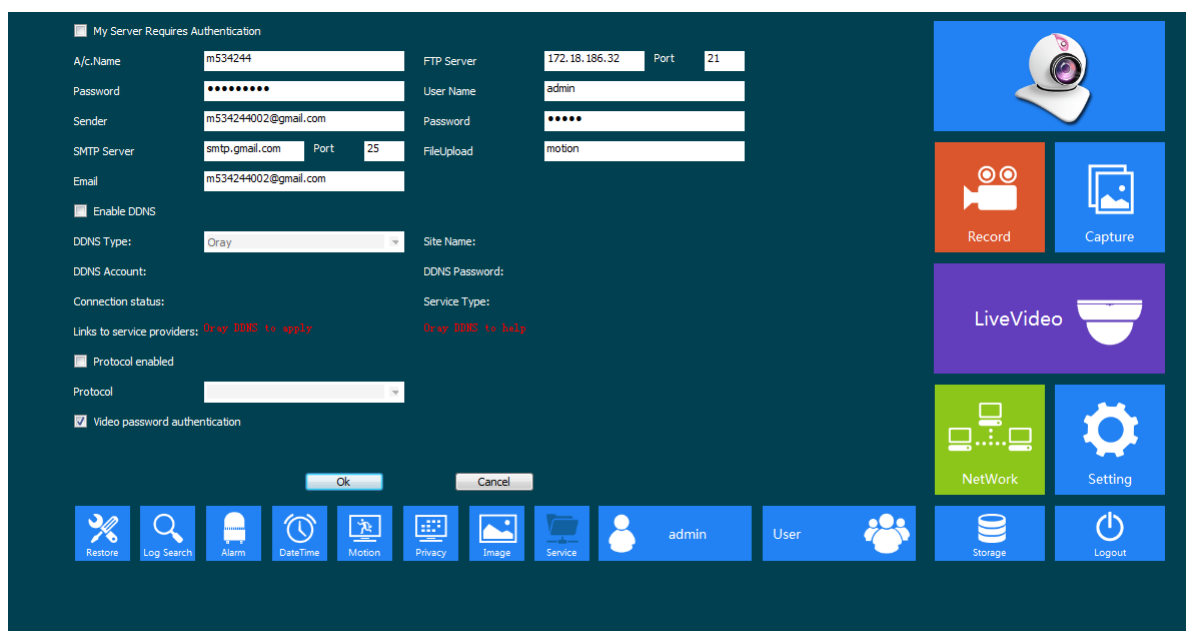 My Server Requires Authentication
A/c.Name m534244 FTP Server 172.18.186.32 Port 21
Password ●●●●●●●●● User Name admin
Sender m534244002@gmail.com Password ●●●●●
SMTP Server smtp.gmail.com Port 25 FileUpload motion
Email m534244002@gmail.com
Enable DDNS
DDNS Type: Oray Site Name:
DDNS Account: DDNS Password:
Connection status: Service Type:
Links to service providers: Oray DDNS to apply Oray DDNS to help
Protocol enabled
Protocol
Video password authentication
Ok Cancel
Record Capture
LiveVideo
NetWork Setting
Restore Log Search Alarm DateTime Motion Privacy Image Service admin User Storage Logout